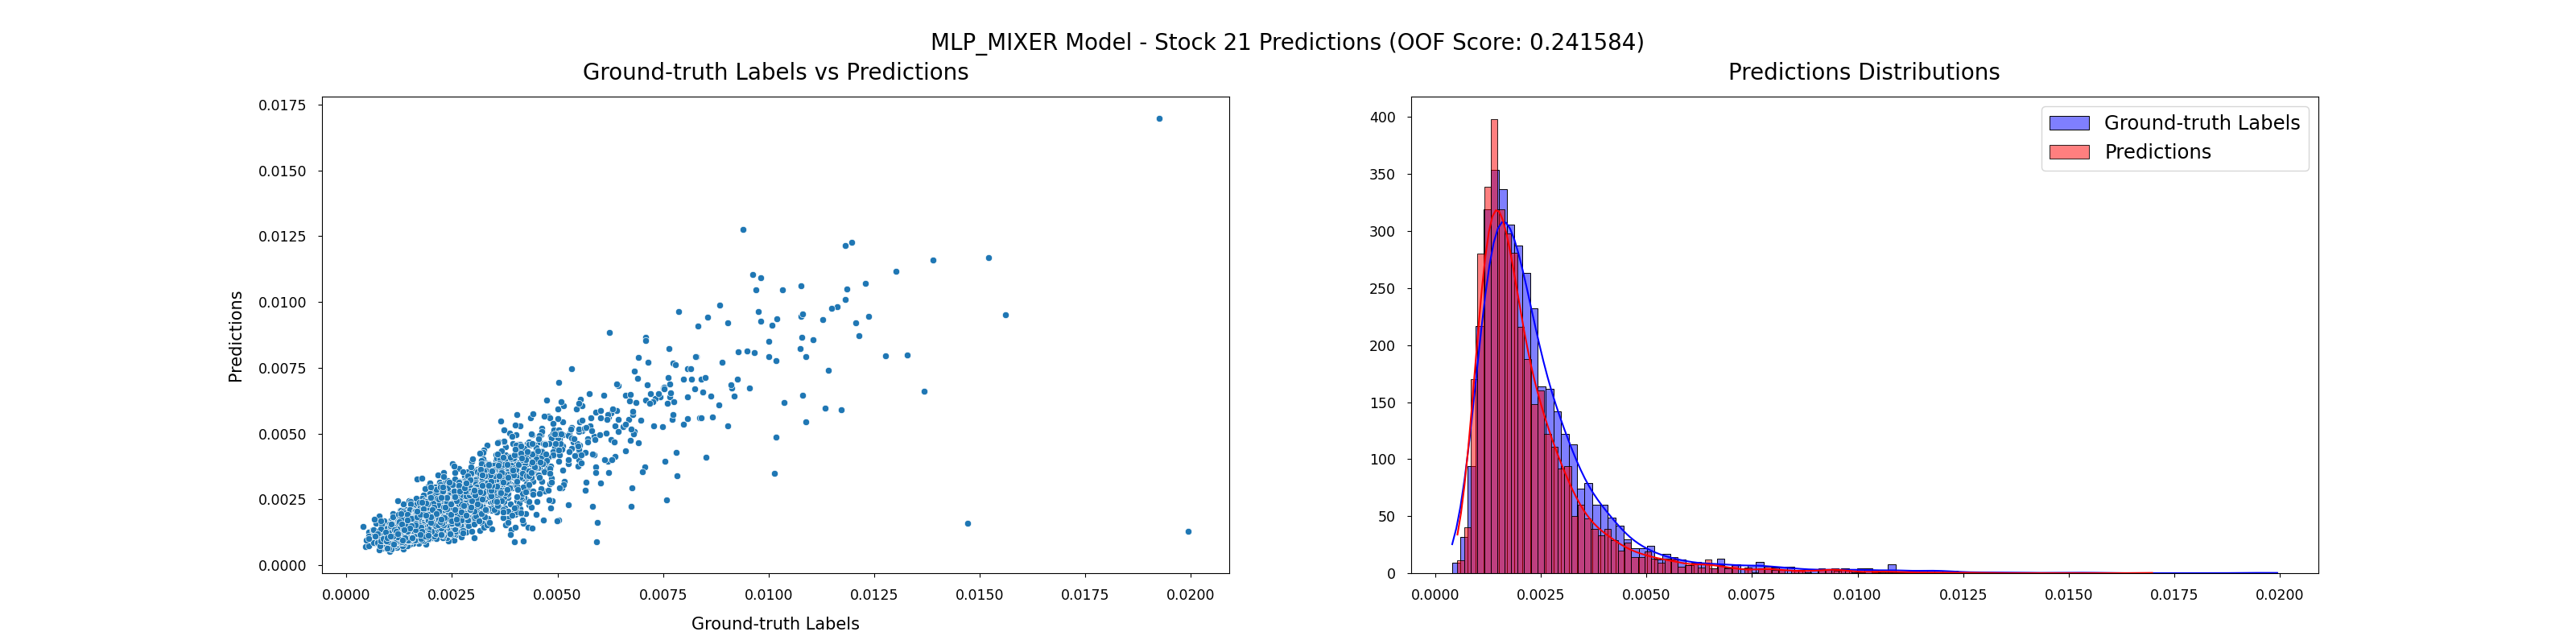 MLP_MIXER Model - Stock 21 Predictions (OOF Score: 0.241584)
Ground-truth Labels vs Predictions
0.0175
0.0150
0.0125
0.0100
0.0075
0.0050
0.0025
0.0000
Predictions
0.0000 0.0025 0.0050 0.0075 0.0100 0.0125 0.0150 0.0175 0.0200
Ground-truth Labels
Predictions Distributions
400
350
300
250
200
150
100
50
0
0.0000 0.0025 0.0050 0.0075 0.0100 0.0125 0.0150 0.0175 0.0200
Ground-truth Labels
Predictions